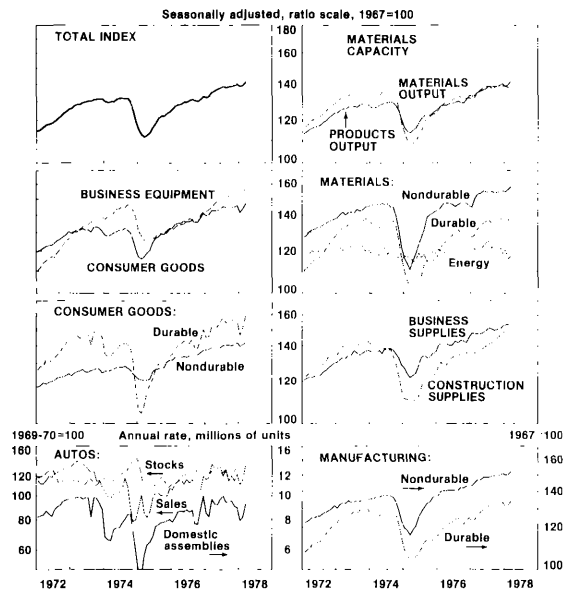 Seasonally adjusted, ratio scale, 1967=100
TOTAL INDEX
180
MATERIALS
CAPACITY
140
MATERIALS
OUTPUT
120
PRODUCTS
OUTPUT
100
BUSINESS EQUIPMENT
160
MATERIALS:
Nondurable
140
Durable
120
Energy
CONSUMER GOODS
100
CONSUMER GOODS:
160
Durable
BUSINESS
SUPPLIES
140
Nondurable
120
CONSTRUCTION
SUPPLIES
100
1969-70=100
Annual rate, millions of units
1967=100
160
AUTOS:
16
MANUFACTURING:
Stocks
120
12
Nondurable
140
100
10
Sales
80
8
120
Domestic
assemblies
60
6
Durable
100
1972
1974
1976
1978
1972
1974
1976
1978